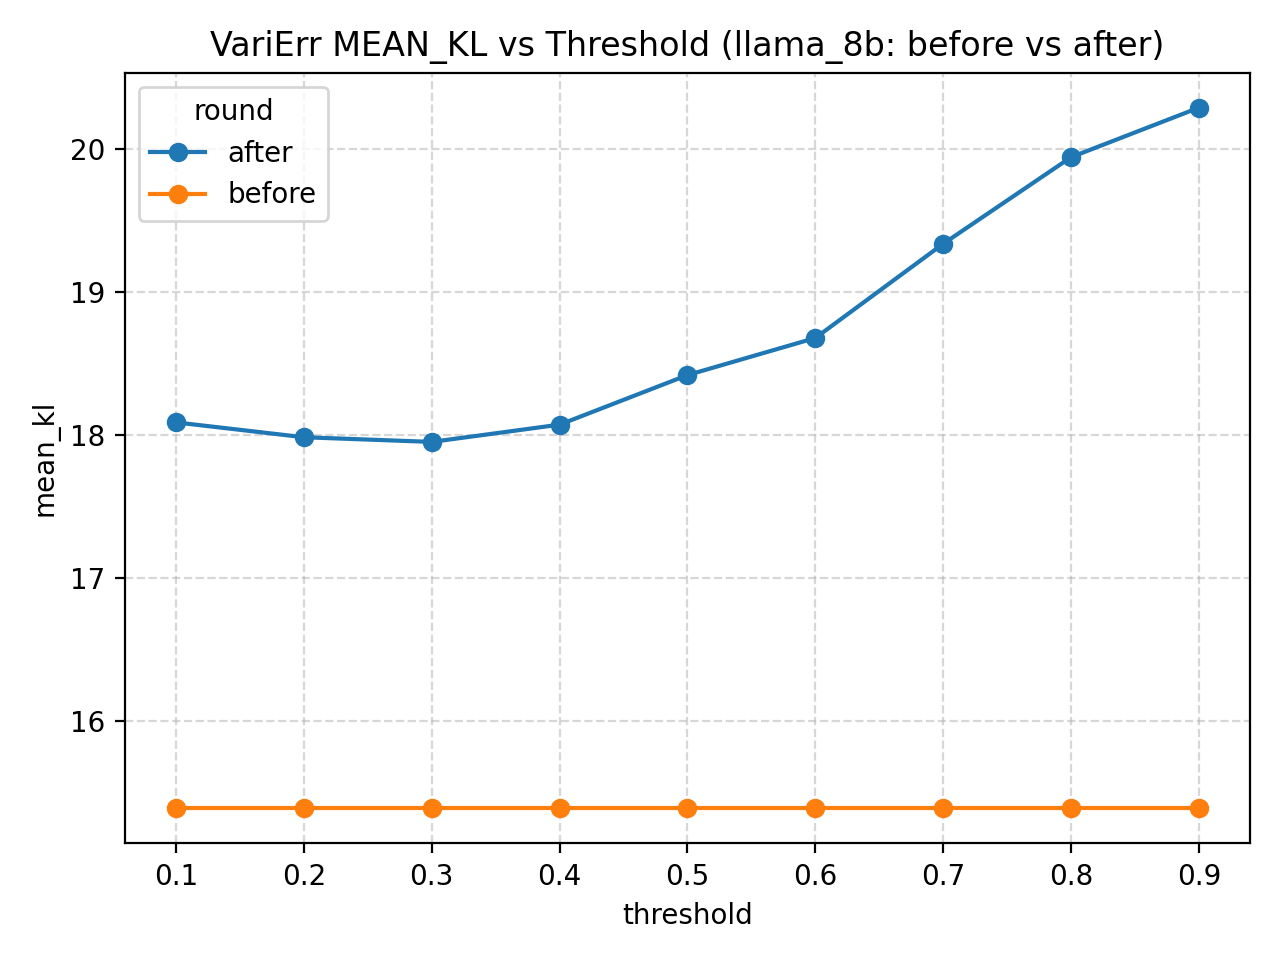 VariErr MEAN_KL vs Threshold (llama_8b: before vs after)
round
after
before
mean_kl
20
19
18
17
16
0.1 0.2 0.3 0.4 0.5 0.6 0.7 0.8 0.9
threshold